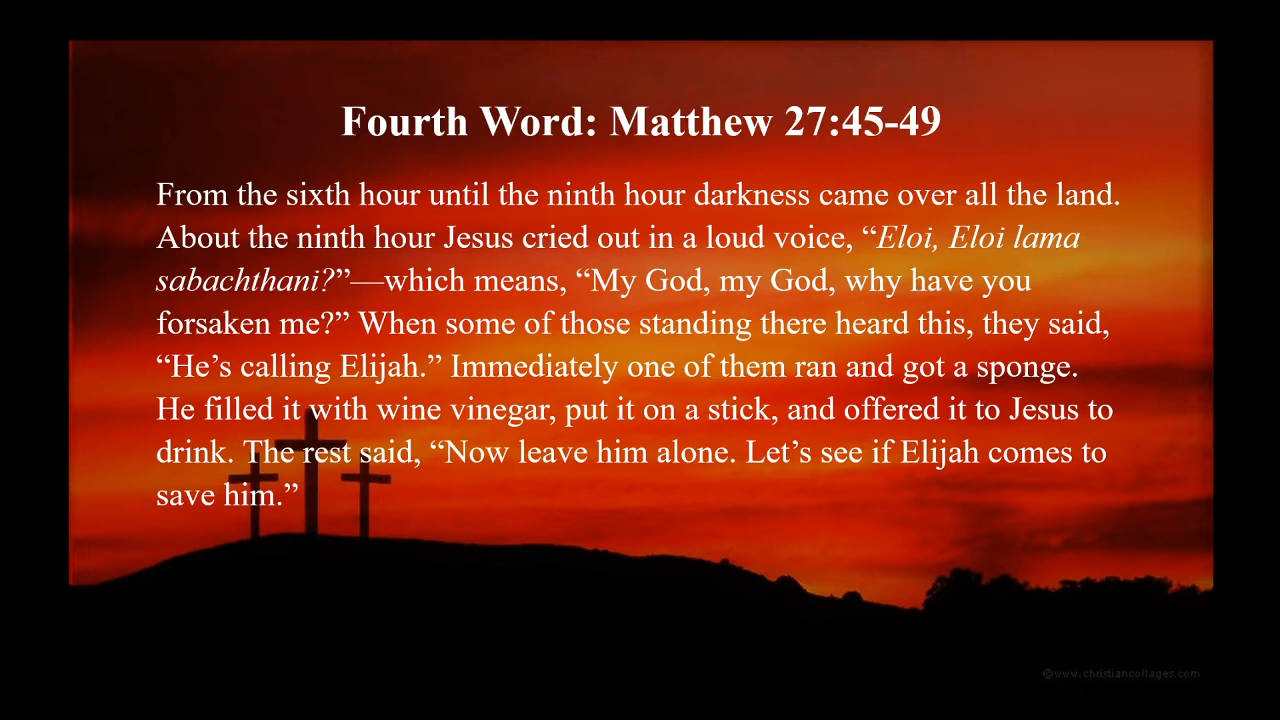 Fourth Word: Matthew 27:45-49
From the sixth hour until the ninth hour darkness came over all the land.
About the ninth hour Jesus cried out in a loud voice, “Eloi, Eloi lama
sabachthani?”—which means, “My God, my God, why have you
forsaken me?” When some of those standing there heard this, they said,
“He’s calling Elijah.” Immediately one of them ran and got a sponge.
He filled it with wine vinegar, put it on a stick, and offered it to Jesus to
drink. The rest said, “Now leave him alone. Let’s see if Elijah comes to
save him.”
©www.christiancollages.com